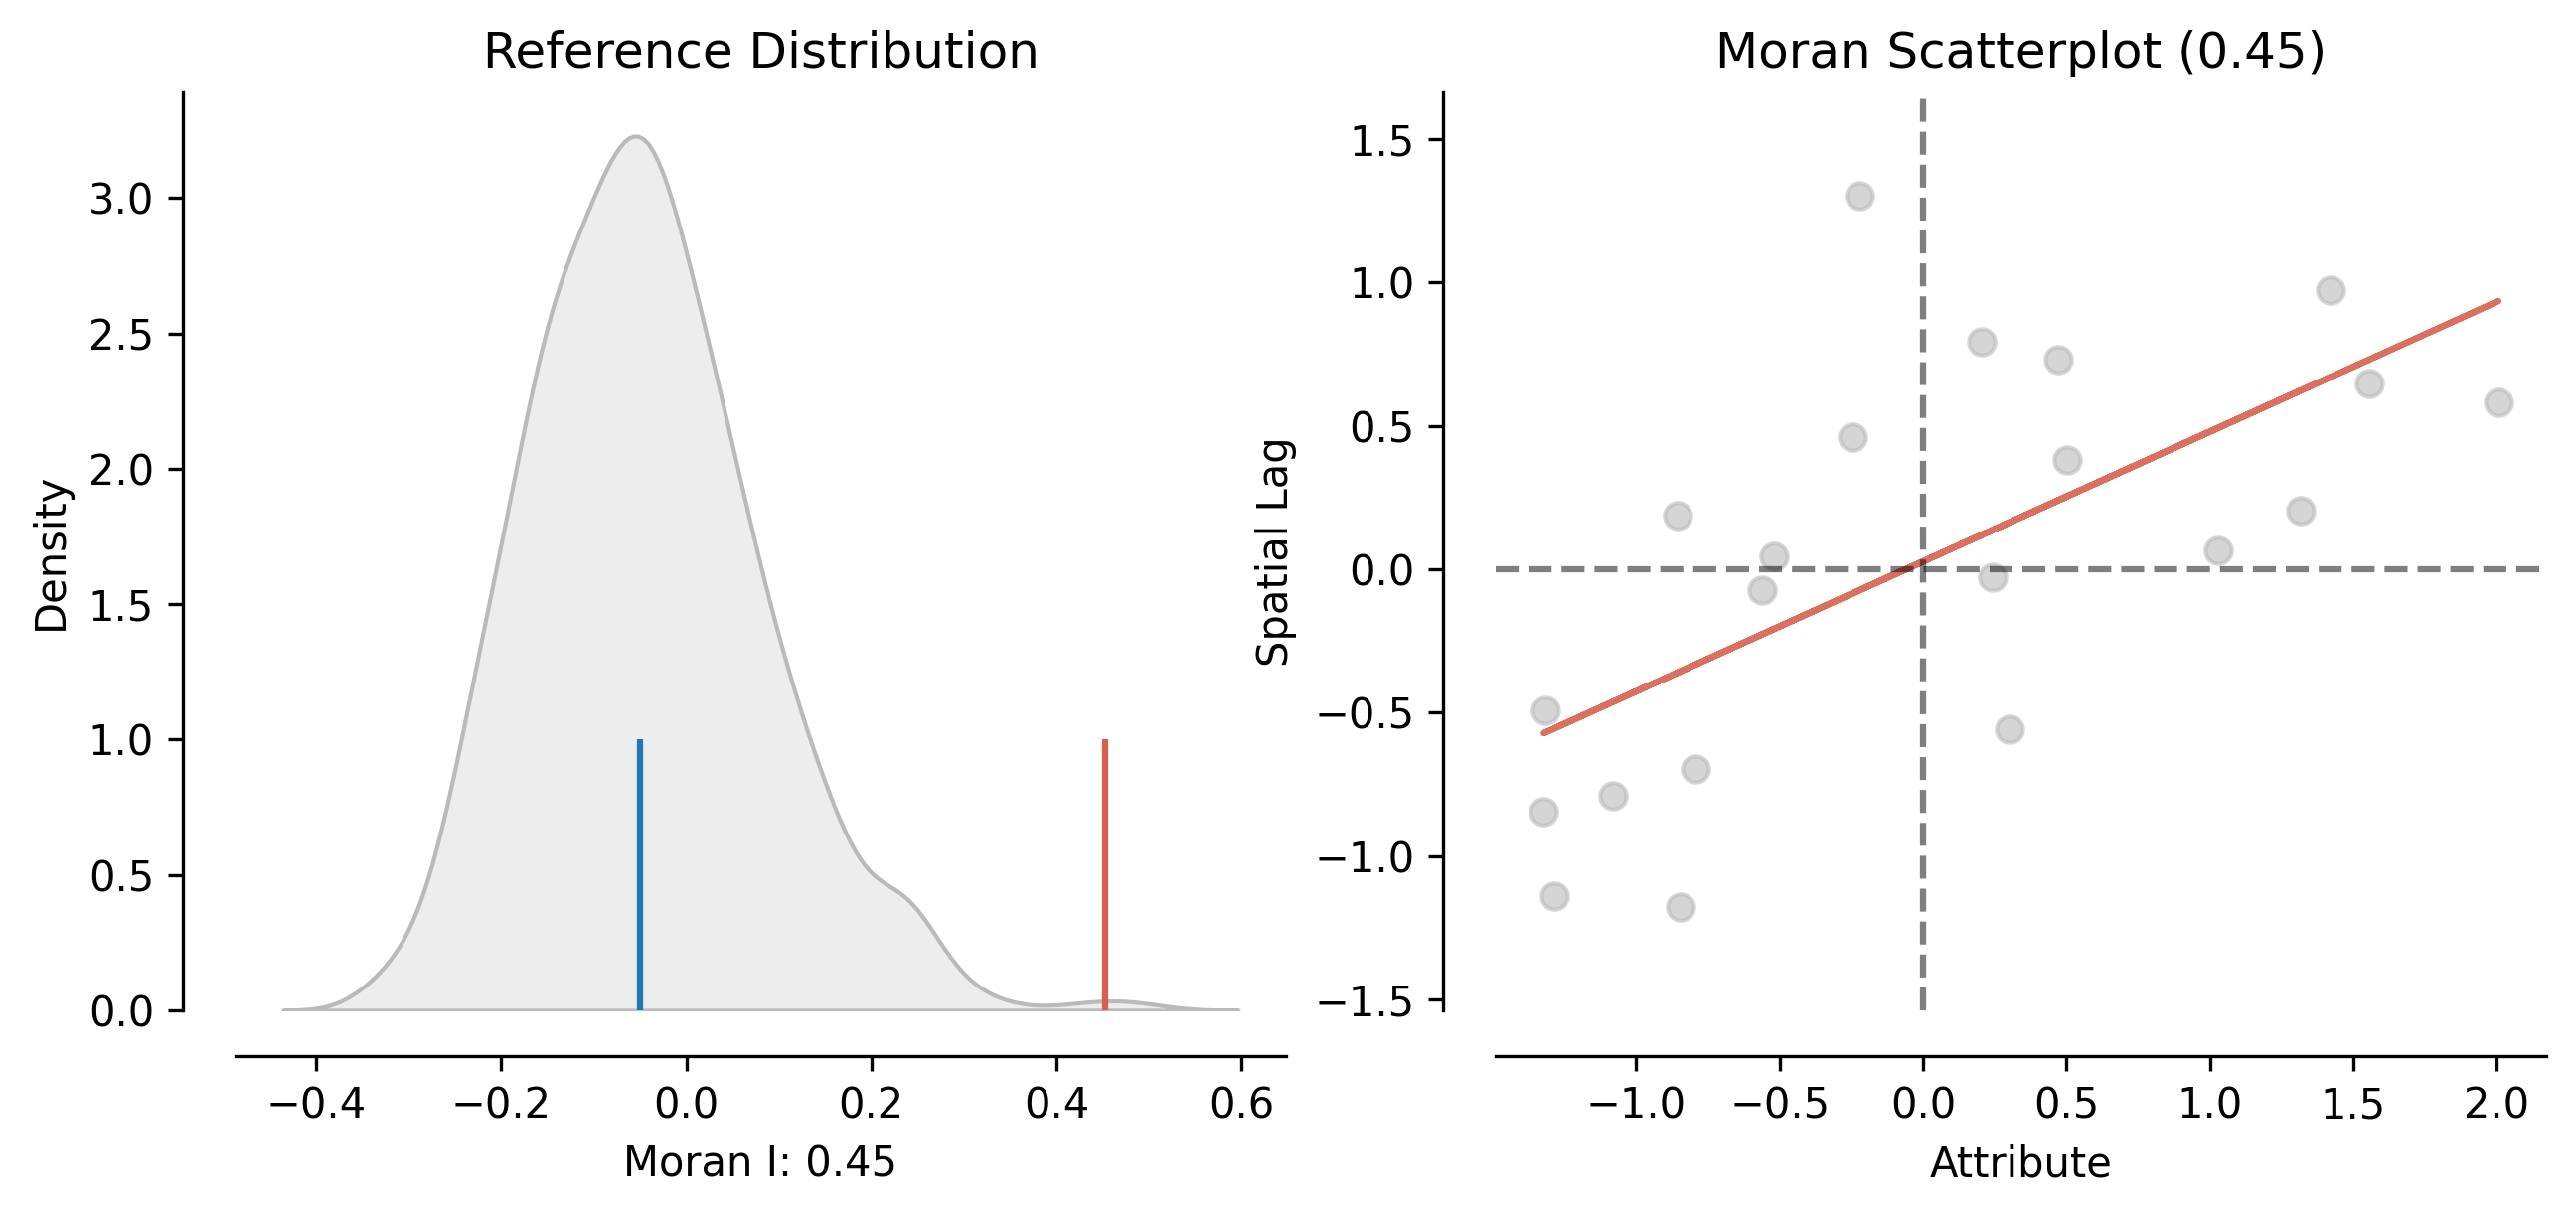 Reference Distribution
Density
3.0
2.5
2.0
1.5
1.0
0.5
0.0
−0.4 −0.2 0.0 0.2 0.4 0.6
Moran I: 0.45
Moran Scatterplot (0.45)
Spatial Lag
1.5
1.0
0.5
0.0
−0.5
−1.0
−1.5
−1.0 −0.5 0.0 0.5 1.0 1.5 2.0
Attribute